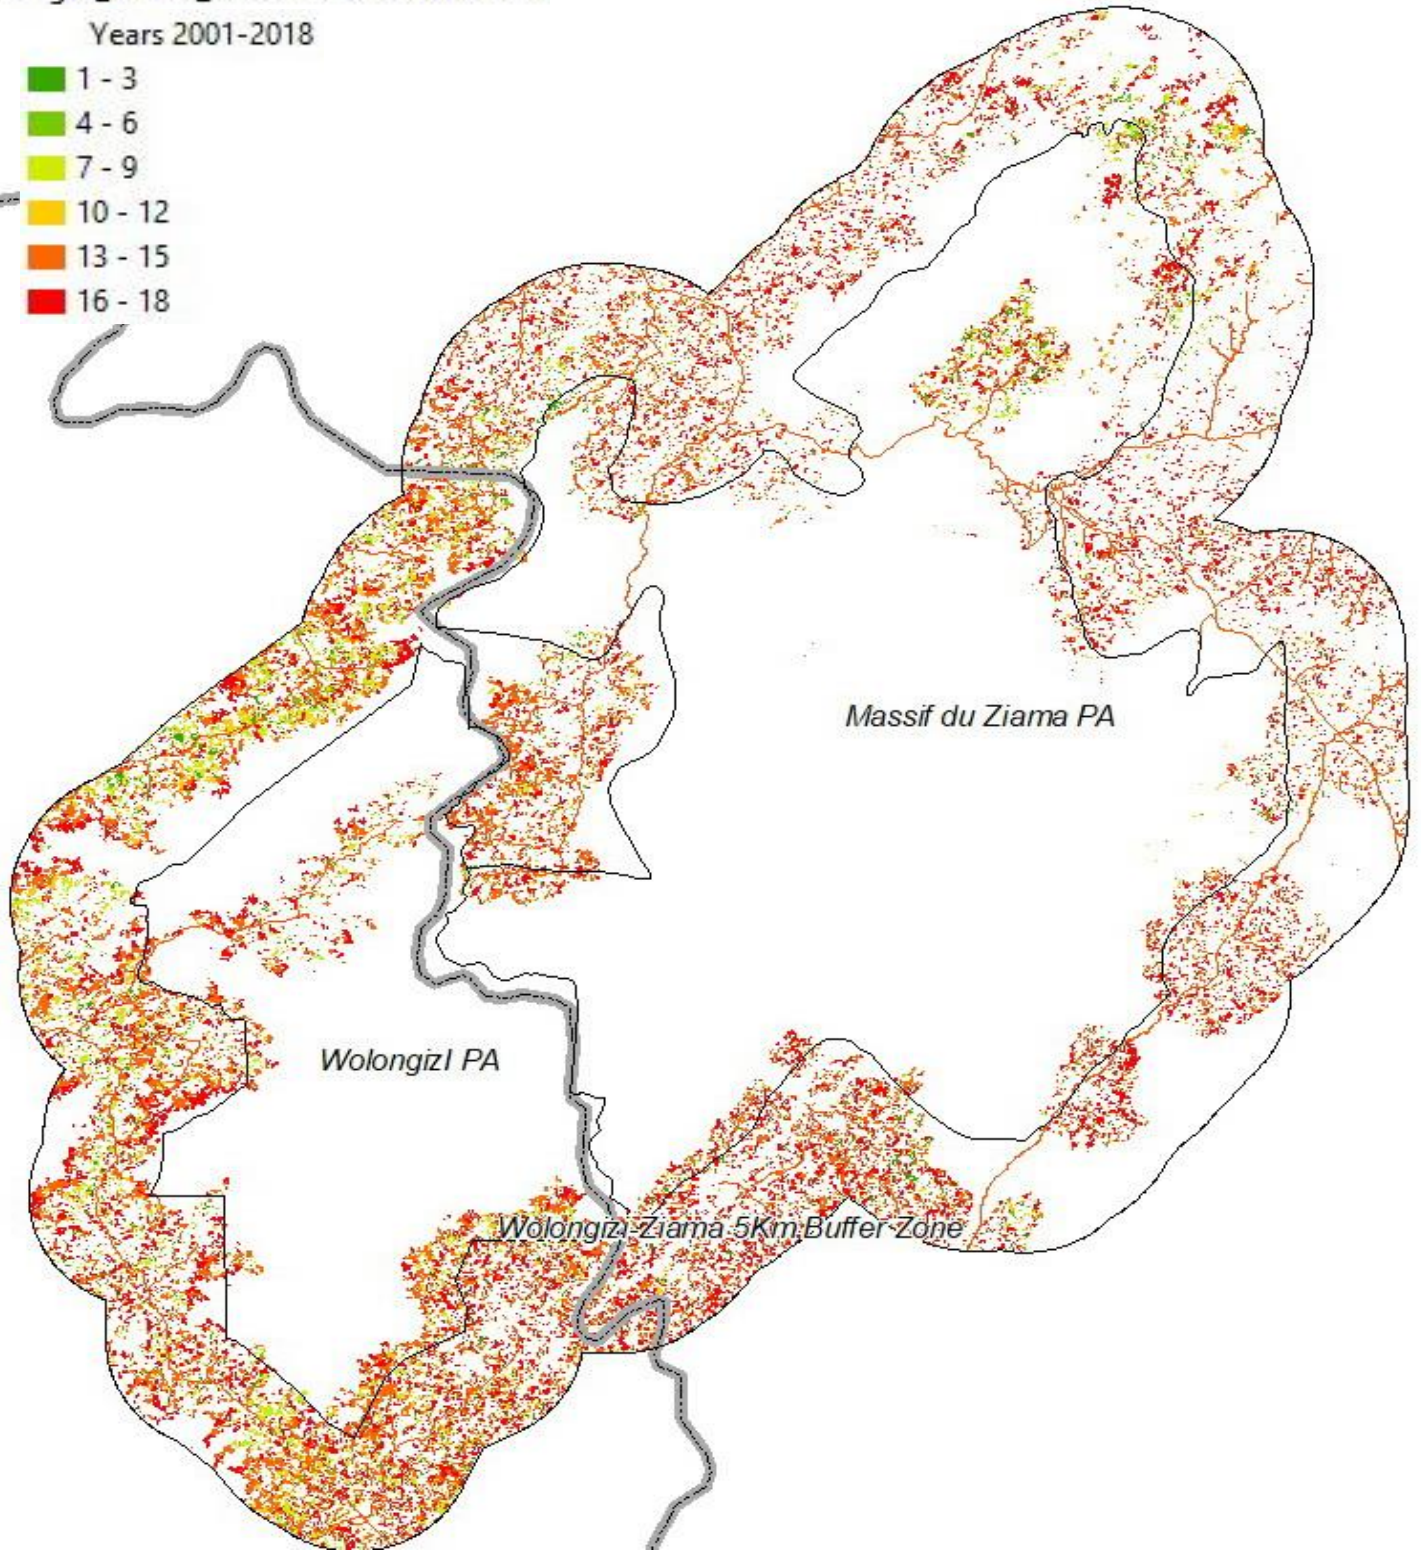 Years 2001-2018
1 - 3
4 - 6
7 - 9
10 - 12
13 - 15
16 - 18
Massif du Ziama PA
WolongizI PA
Wolongizi-Ziama 5Km Buffer Zone